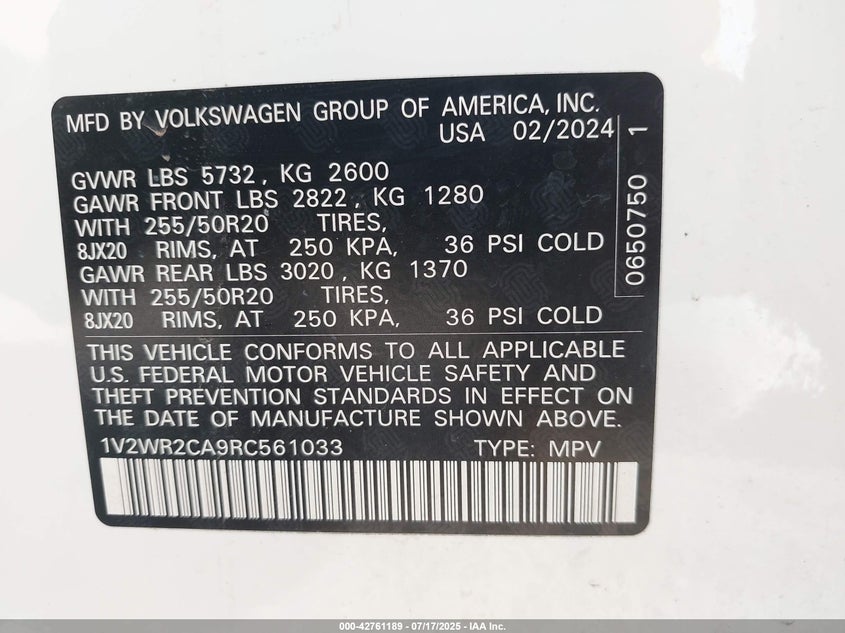 MFD BY VOLKSWAGEN GROUP OF AMERICA, INC.
USA 02/2024
GVWR LBS 5732, KG 2600
GAWR FRONT LBS 2822, KG 1280
WITH 255/50R20 TIRES,
8JX20 RIMS, AT 250 KPA, 36 PSI COLD
GAWR REAR LBS 3020, KG 1370
WITH 255/50R20 TIRES,
8JX20 RIMS, AT 250 KPA, 36 PSI COLD
0650750 1
THIS VEHICLE CONFORMS TO ALL APPLICABLE
U.S. FEDERAL MOTOR VEHICLE SAFETY AND
THEFT PREVENTION STANDARDS IN EFFECT ON
THE DATE OF MANUFACTURE SHOWN ABOVE.
1V2WR2CA9RC561033 TYPE: MPV
000-42761189 - 07/17/2025 - IAA Inc.